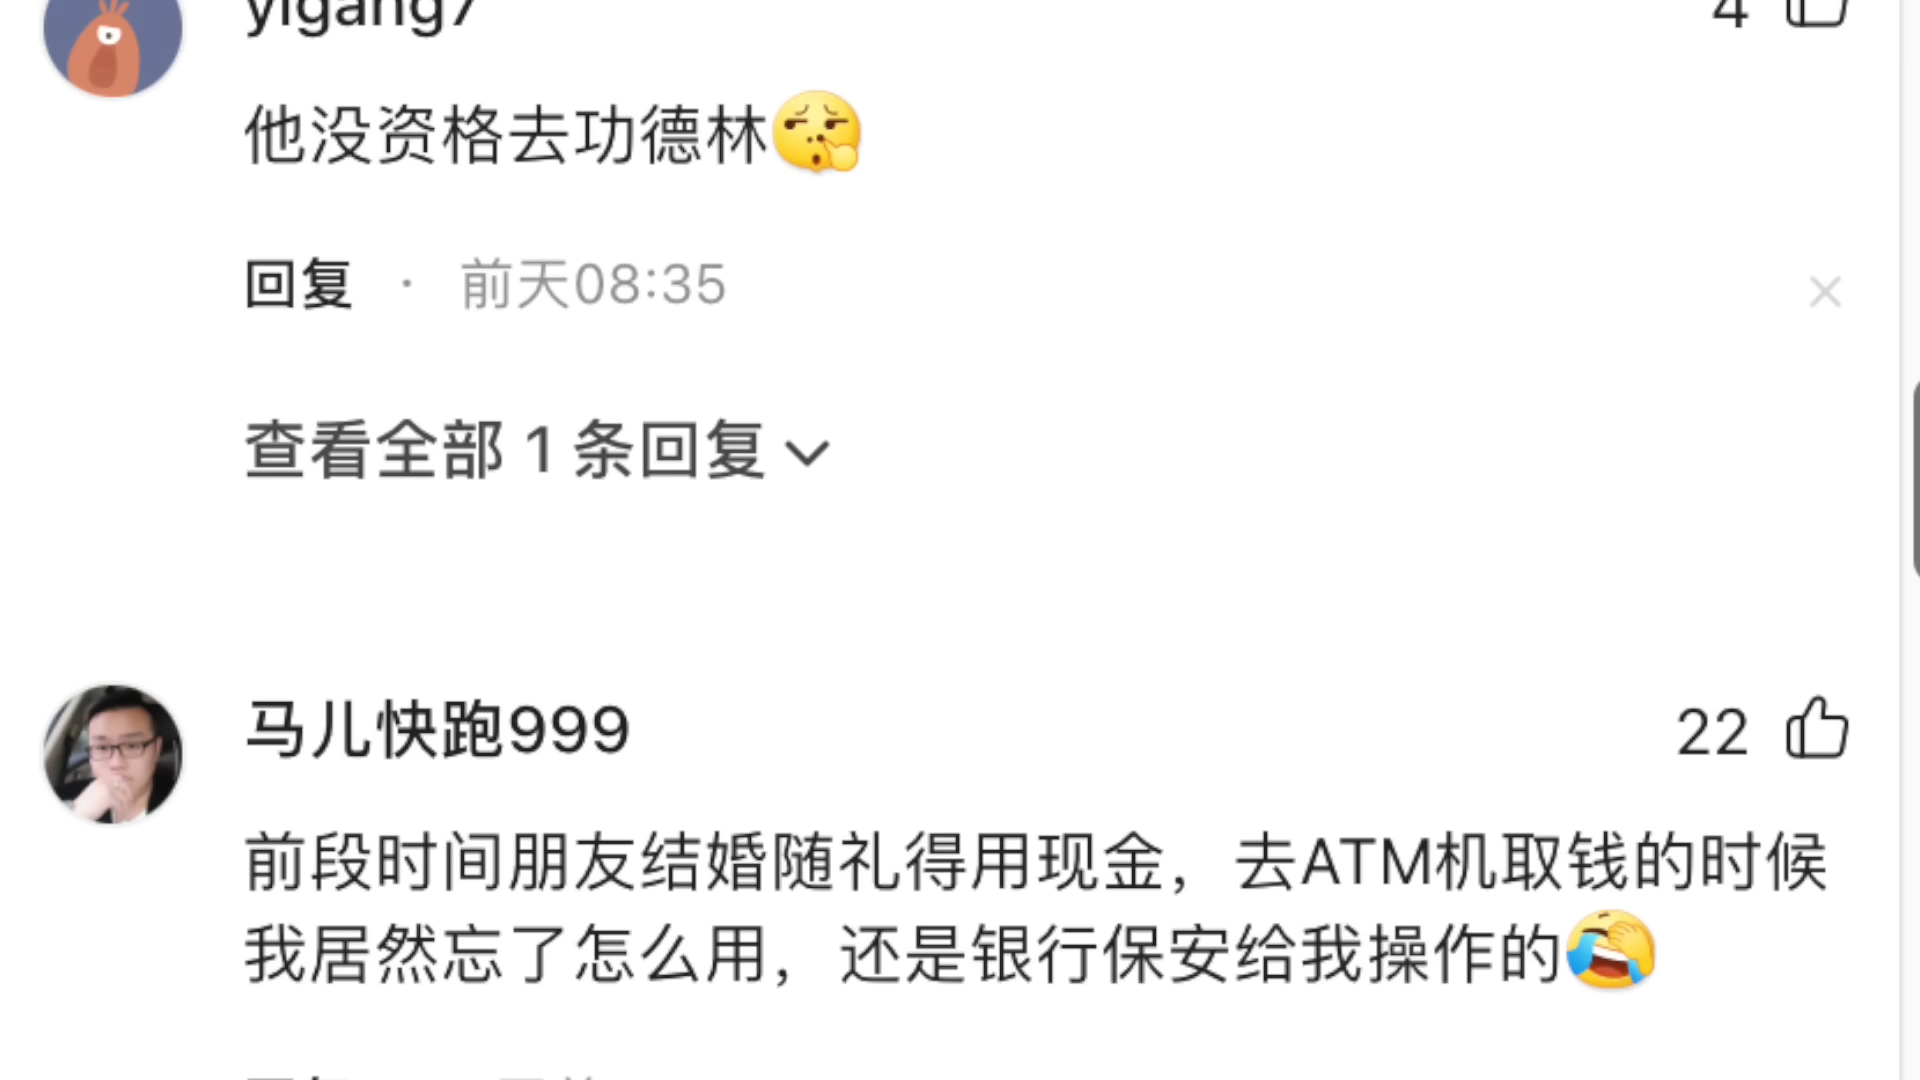 yigang7
4
他没资格去功德林
回复 · 前天08:35
查看全部 1 条回复
马儿快跑999
22
前段时间朋友结婚随礼得用现金，去ATM机取钱的时候
我居然忘了怎么用，还是银行保安给我操作的